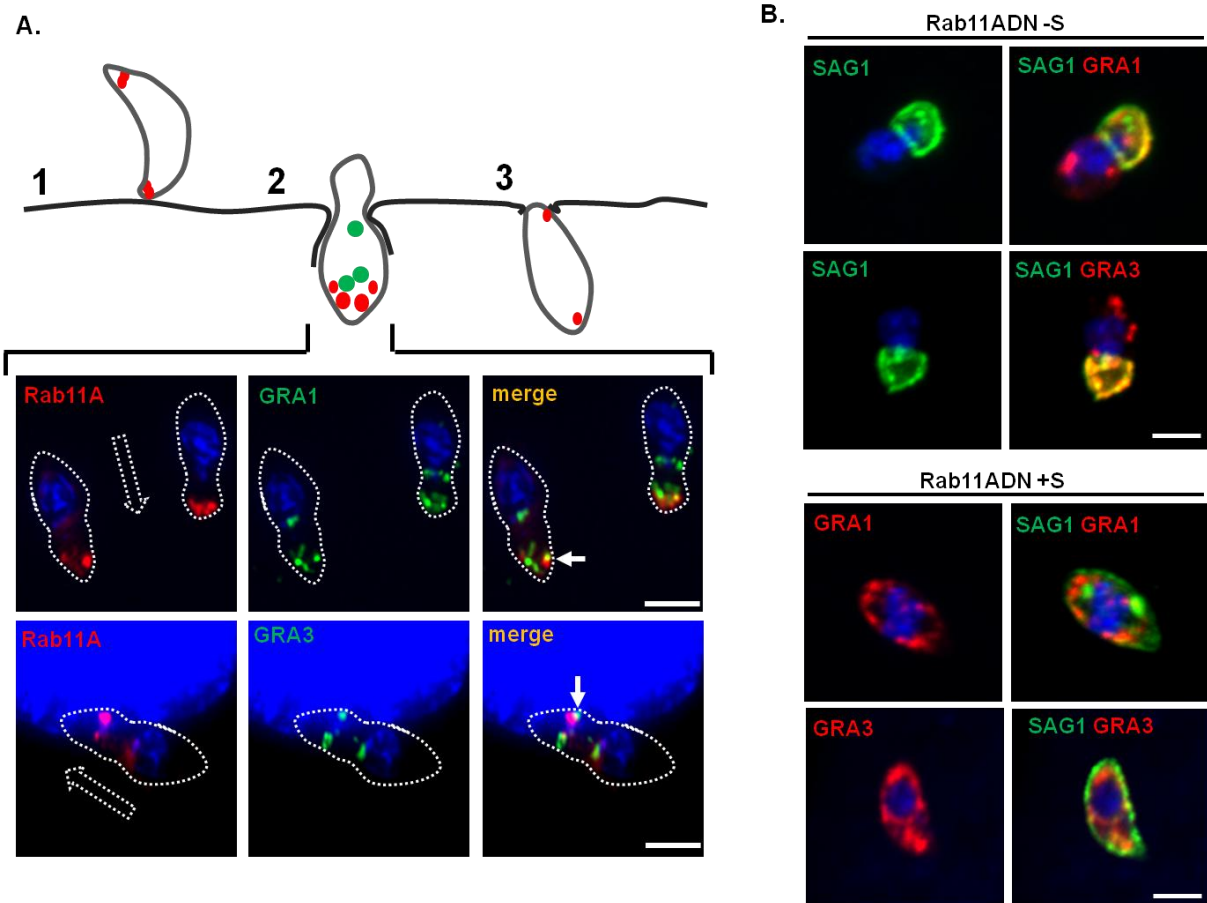 A.
1
2
3
Rab11A
GRA1
merge
Rab11A
GRA3
merge
B.
Rab11ADN -S
SAG1
SAG1 GRA1
SAG1
SAG1 GRA3
Rab11ADN +S
GRA1
SAG1 GRA1
GRA3
SAG1 GRA3